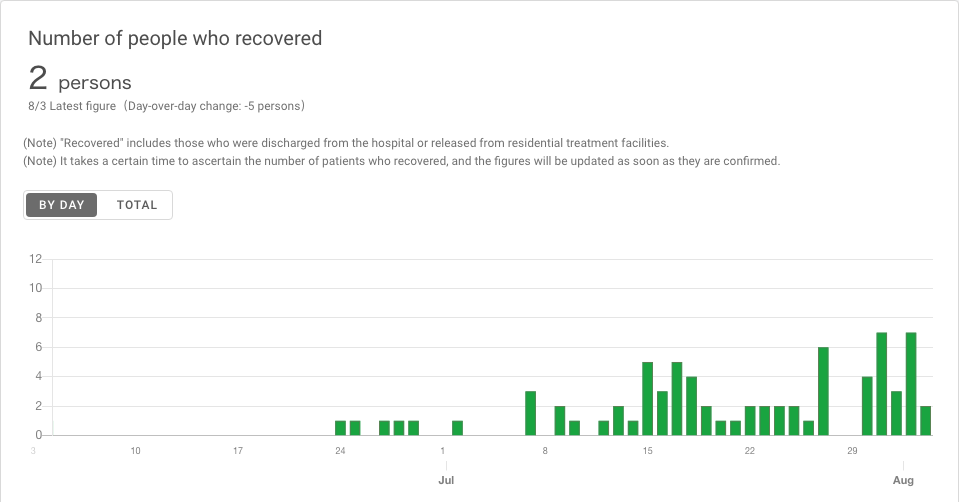 Number of people who recovered
2 persons
8/3 Latest figure (Day-over-day change: -5 persons)
(Note) "Recovered" includes those who were discharged from the hospital or released from residential treatment facilities.
(Note) It takes a certain time to ascertain the number of patients who recovered, and the figures will be updated as soon as they are confirmed.
BY DAY TOTAL
12
10
8
6
4
2
0
3 10 17 24 1 8 15 22 29
Jul Aug